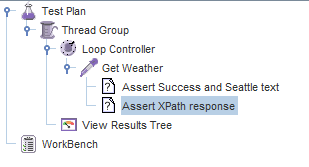 Test Plan
Thread Group
Loop Controller
Get Weather
Assert Success and Seattle text
Assert XPath response
View Results Tree
WorkBench